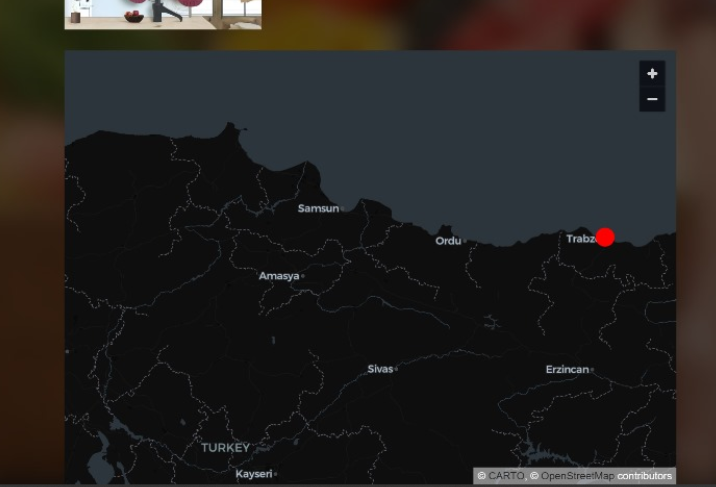 +
−
Samsun
Ordu
Trabz
Amasya
Sivas
Erzincan
TURKEY
Kayseri
© CARTO, © OpenStreetMap contributors